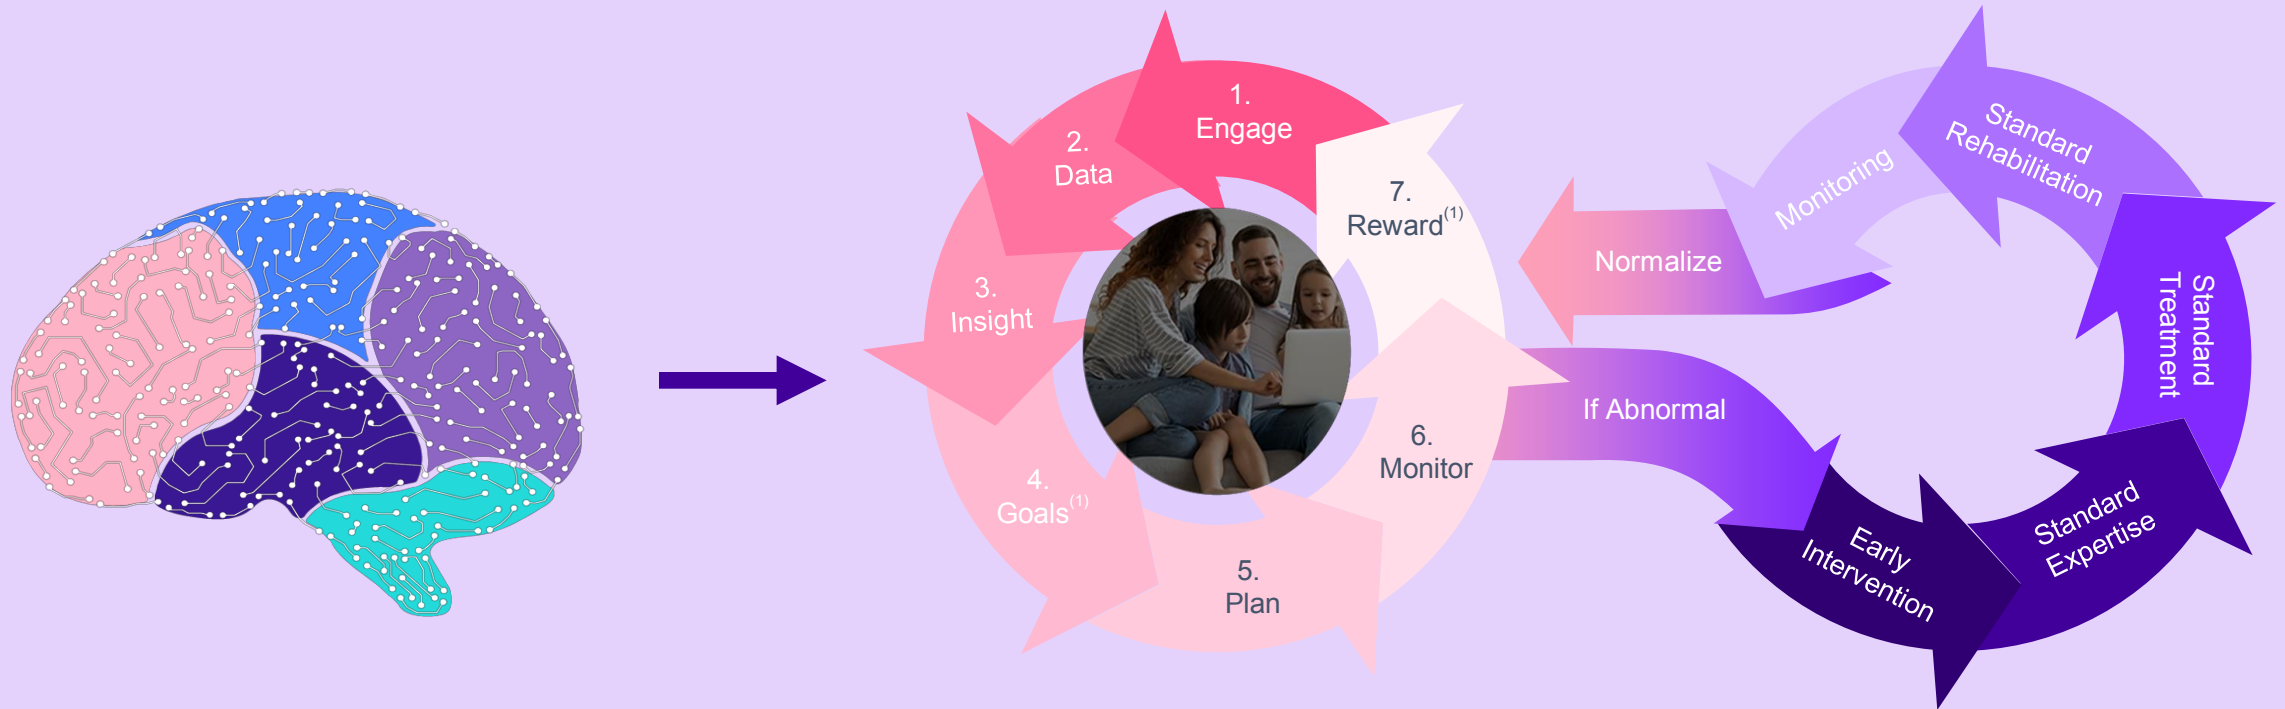 1.
Engage
2.
Data
3.
Insight
4.
Goals(1)
5.
Plan
6.
Monitor
7.
Reward(1)
If Abnormal
Early
Intervention
Standard
Expertise
Standard
Treatment
Standard
Rehabilitation
Monitoring
Normalize